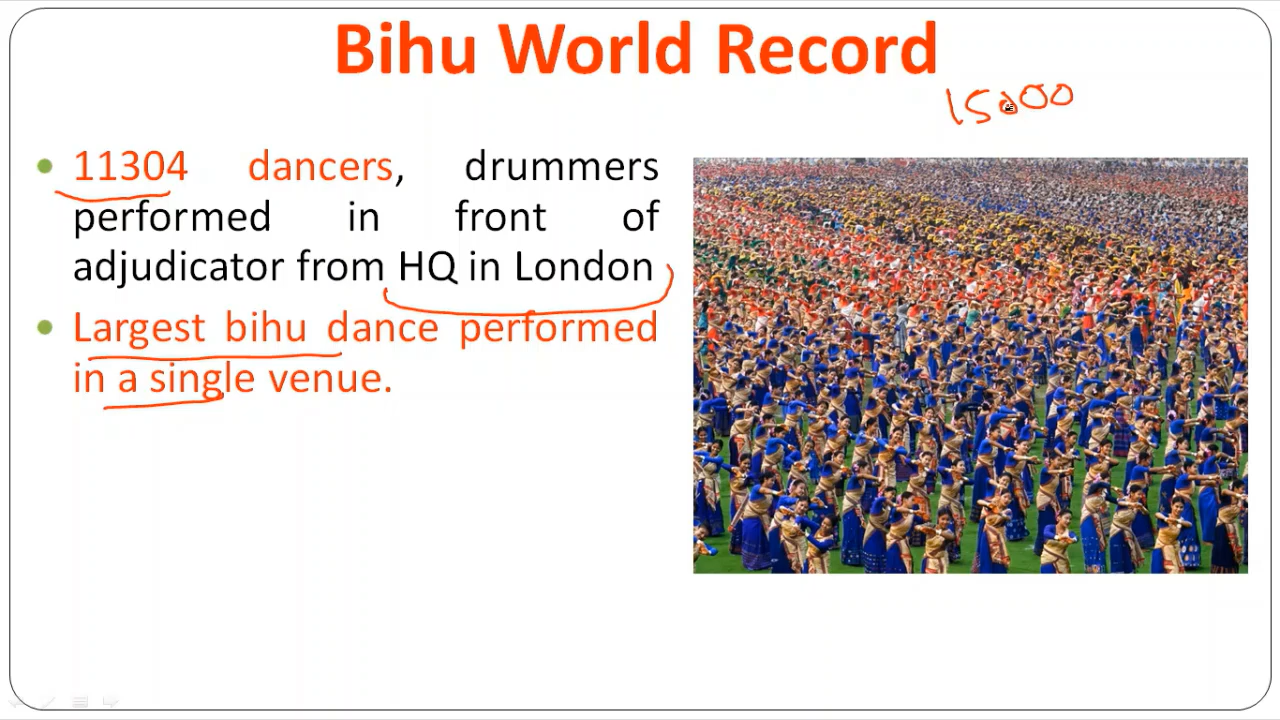 Bihu World Record
15000
11304 dancers, drummers
performed in front of
adjudicator from HQ in London
Largest bihu dance performed
in a single venue.